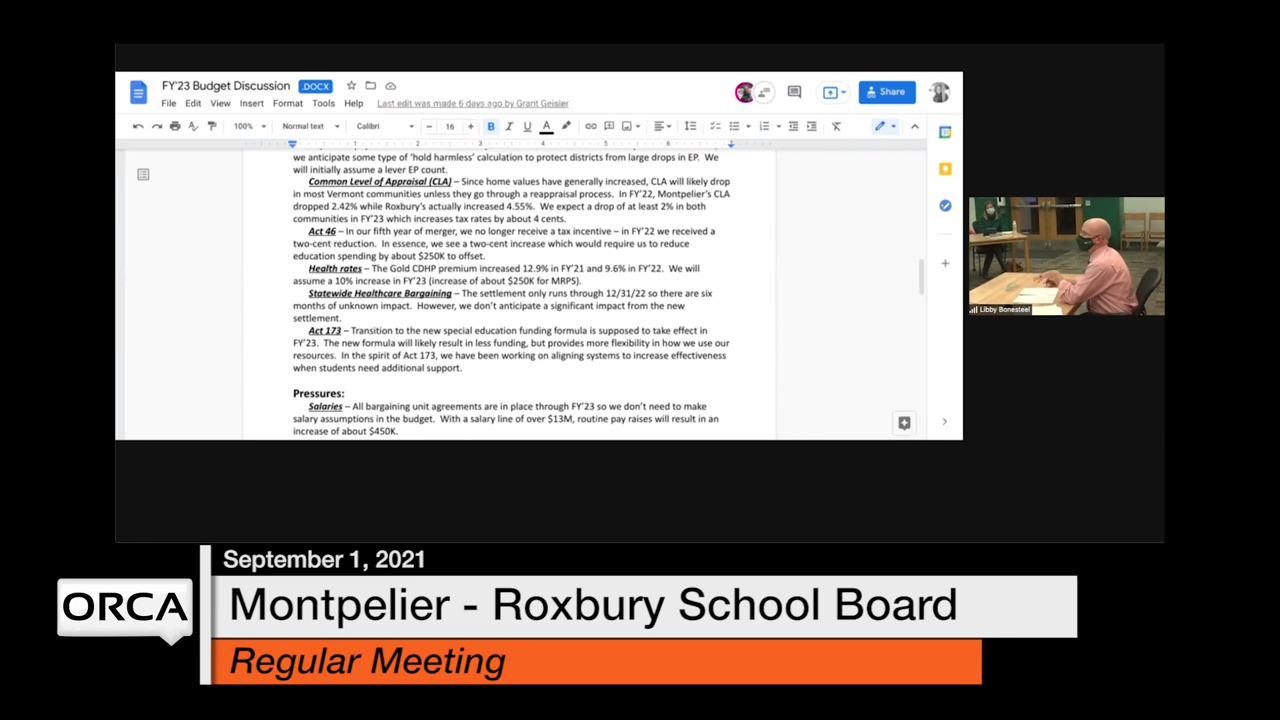 FY'23 Budget Discussion .DOCX
File Edit View Insert Format Tools Help Last edit was made 6 days ago by Grant Geisler
Share
100% Normal text Calibri 16 B I U A
1 2 3 4 5 6
we anticipate some type of 'hold harmless' calculation to protect districts from large drops in EP. We
will initially assume a lever EP count.
Common Level of Appraisal (CLA) – Since home values have generally increased, CLA will likely drop
in most Vermont communities unless they go through a reappraisal process. In FY'22, Montpelier's CLA
dropped 2.42% while Roxbury's actually increased 4.55%. We expect a drop of at least 2% in both
communities in FY'23 which increases tax rates by about 4 cents.
Act 46 – In our fifth year of merger, we no longer receive a tax incentive – in FY'22 we received a
two-cent reduction. In essence, we see a two-cent increase which would require us to reduce
education spending by about $250K to offset.
Health rates – The Gold CDHP premium increased 12.9% in FY'21 and 9.6% in FY'22. We will
assume a 10% increase in FY'23 (increase of about $250K for MRPS).
Statewide Healthcare Bargaining – The settlement only runs through 12/31/22 so there are six
months of unknown impact. However, we don't anticipate a significant impact from the new
settlement.
Act 173 – Transition to the new special education funding formula is supposed to take effect in
FY'23. The new formula will likely result in less funding, but provides more flexibility in how we use our
resources. In the spirit of Act 173, we have been working on aligning systems to increase effectiveness
when students need additional support.
Pressures:
Salaries – All bargaining unit agreements are in place through FY'23 so we don't need to make
salary assumptions in the budget. With a salary line of over $13M, routine pay raises will result in an
increase of about $450K.
Libby Bonesteel
September 1, 2021
ORCA
Montpelier - Roxbury School Board
Regular Meeting